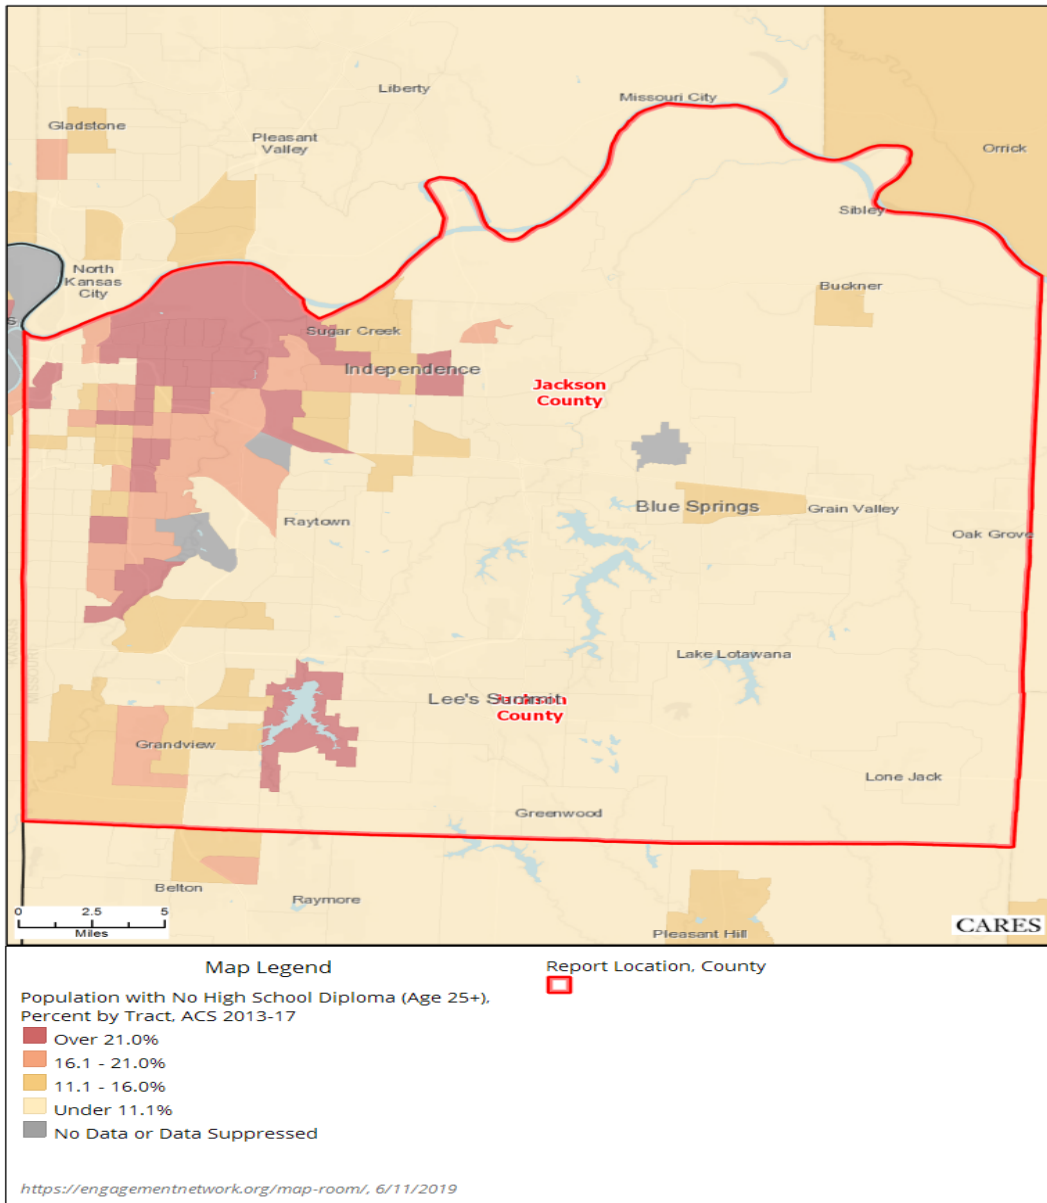 Liberty
Missouri City
Gladstone
Pleasant
Valley
Orrick
Sibley
North
Kansas
City
Buckner
s
Sugar Creek
Independence
Jackson
County
Raytown
Blue Springs
Grain Valley
Oak Grove
KANSAS
MISSOURI
Lake Lotawana
Lee's Summit
Jackson
County
Grandview
Lone Jack
Greenwood
Belton
Raymore
Pleasant Hill
0 2.5 5
Miles
CARES
Map Legend
Report Location, County
Population with No High School Diploma (Age 25+),
Percent by Tract, ACS 2013-17
Over 21.0%
16.1 - 21.0%
11.1 - 16.0%
Under 11.1%
No Data or Data Suppressed
https://engagementnetwork.org/map-room/, 6/11/2019